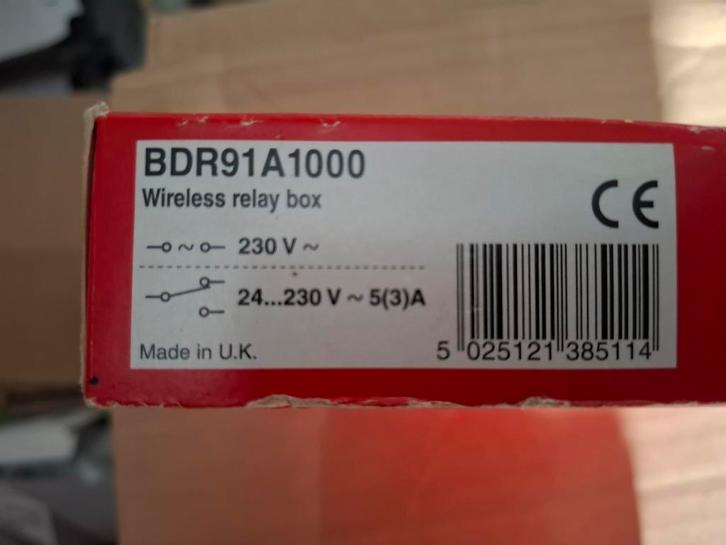 BDR91A1000
Wireless relay box
CE
230 V ~
24...230 V ~ 5(3)A
Made in U.K.
5 025121 385114